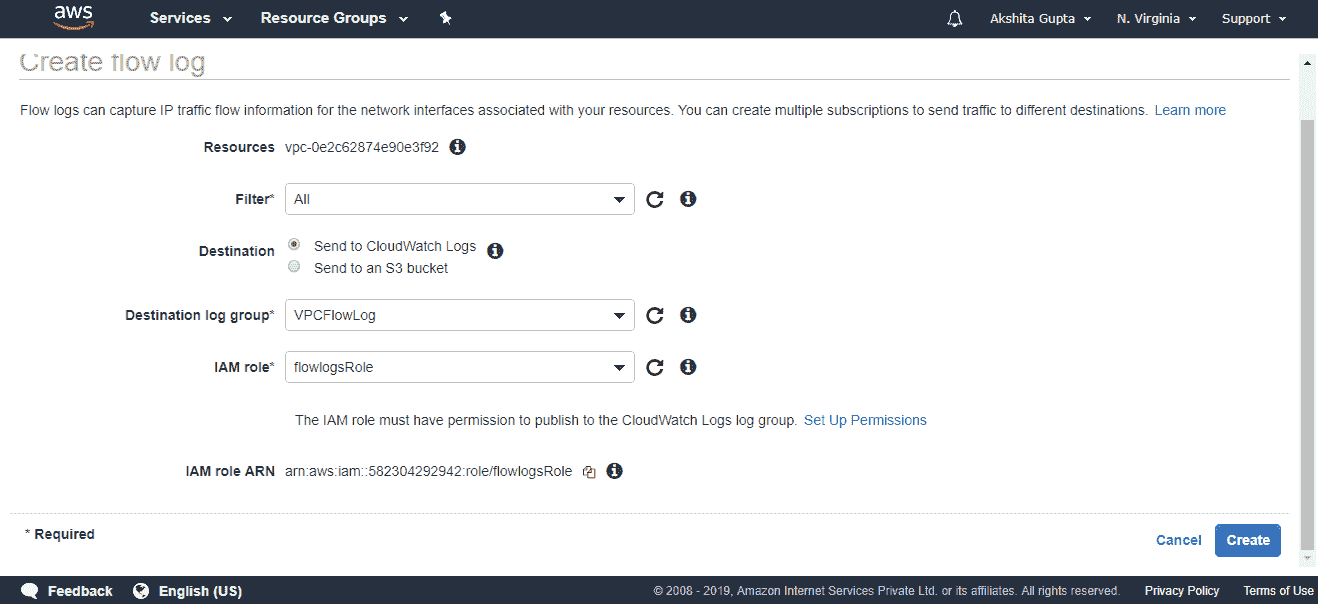 aws Services Resource Groups Akshita Gupta N. Virginia Support
Create flow log
Flow logs can capture IP traffic flow information for the network interfaces associated with your resources. You can create multiple subscriptions to send traffic to different destinations. Learn more
Resources vpc-0e2c62874e90e3f92
Filter* All
Destination Send to CloudWatch Logs
Send to an S3 bucket
Destination log group* VPCFlowLog
IAM role* flowlogsRole
The IAM role must have permission to publish to the CloudWatch Logs log group. Set Up Permissions
IAM role ARN arn:aws:iam::582304292942:role/flowlogsRole
* Required
Cancel Create
Feedback English (US) © 2008 - 2019, Amazon Internet Services Private Ltd. or its affiliates. All rights reserved. Privacy Policy Terms of Use